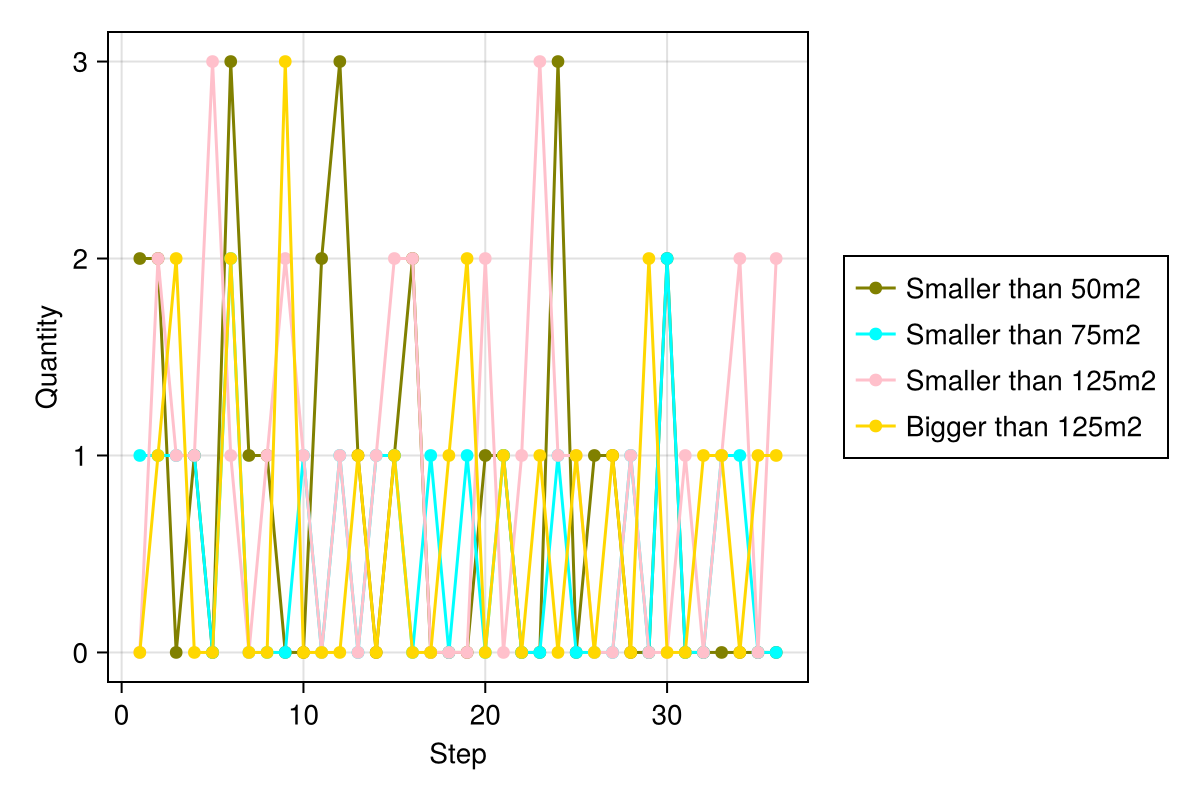 3
2
1
0
Quantity
0
10
20
30
Step
Smaller than 50m2
Smaller than 75m2
Smaller than 125m2
Bigger than 125m2